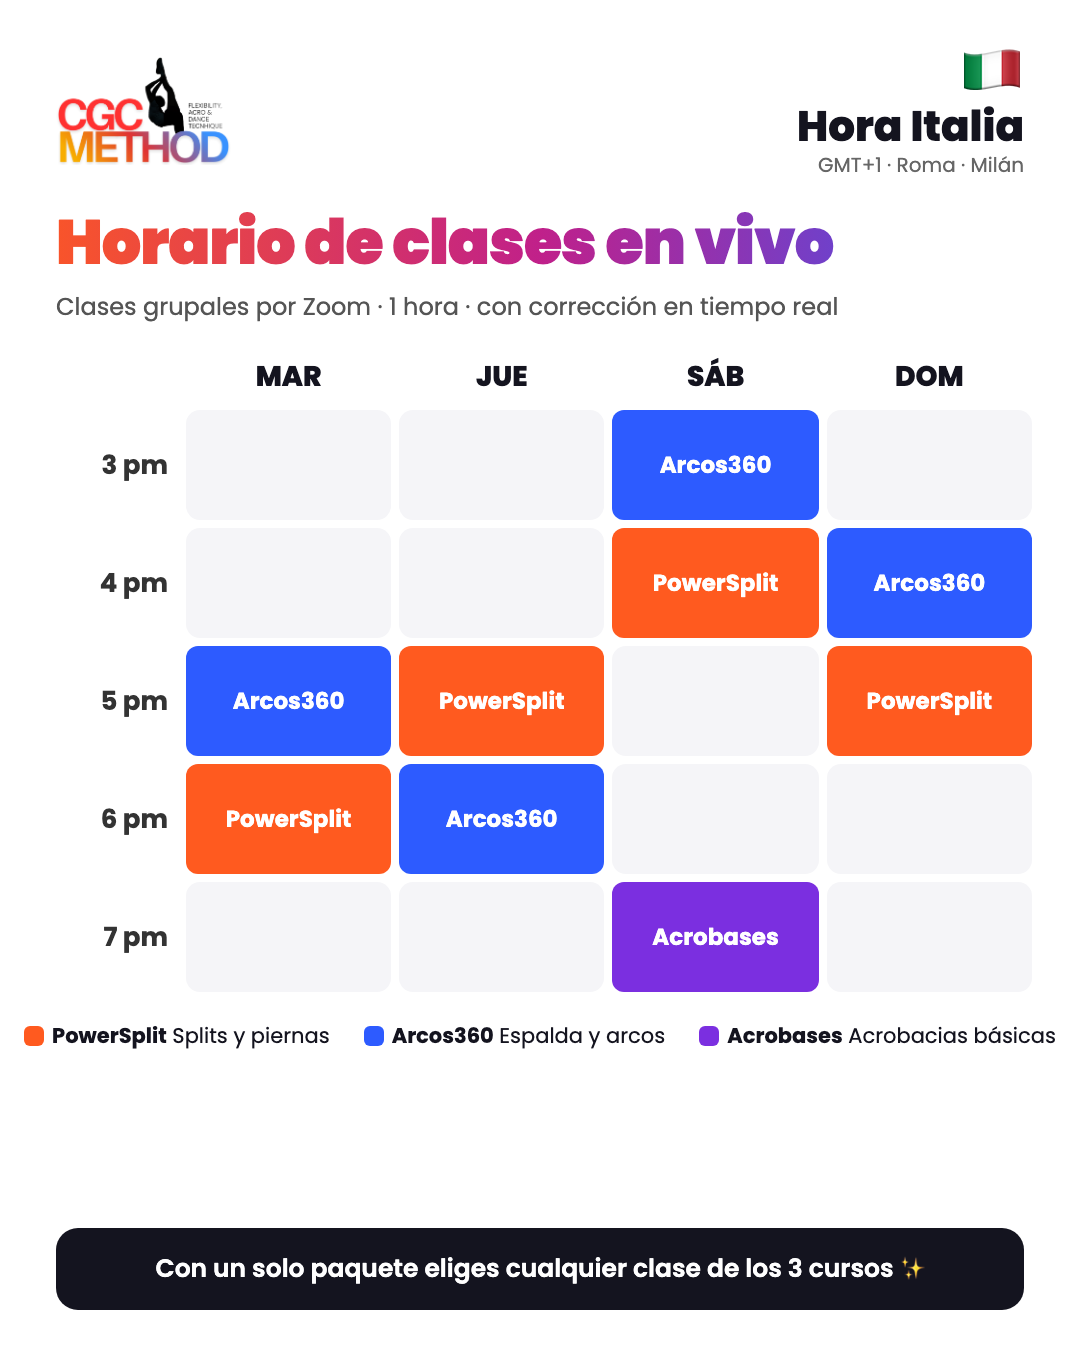 CGC
METHOD
FLEXIBILITY,
ACRO &
DANCE
TECNHIQUE
Hora Italia
GMT+1 · Roma · Milán
Horario de clases en vivo
Clases grupales por Zoom · 1 hora · con corrección en tiempo real
MAR JUE SÁB DOM
3 pm Arcos360
4 pm PowerSplit Arcos360
5 pm Arcos360 PowerSplit PowerSplit
6 pm PowerSplit Arcos360
7 pm Acrobases
PowerSplit Splits y piernas Arcos360 Espalda y arcos Acrobases Acrobacias básicas
Con un solo paquete eliges cualquier clase de los 3 cursos ✨